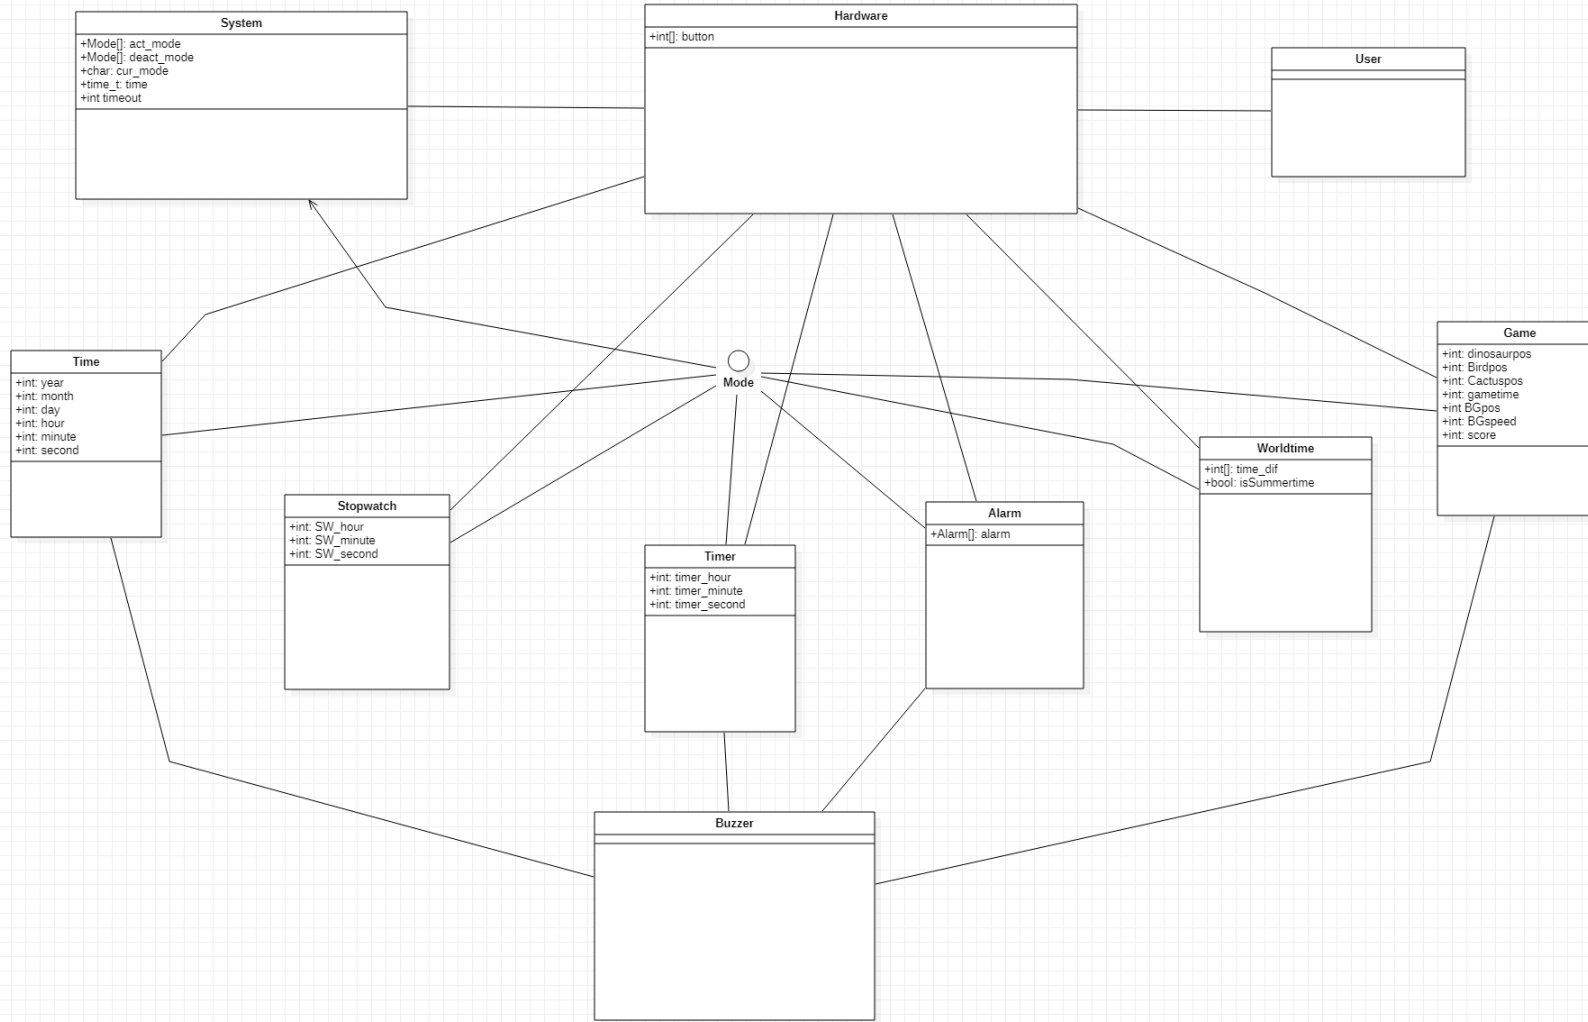 System
+Mode[]: act_mode
+Mode[]: deact_mode
+char: cur_mode
+time_t: time
+int timeout
Hardware
+int[]: button
User
Time
+int: year
+int: month
+int: day
+int: hour
+int: minute
+int: second
Mode
Game
+int: dinosaurpos
+int: Birdpos
+int: Cactuspos
+int: gametime
+int BGpos
+int: BGspeed
+int: score
Stopwatch
+int: SW_hour
+int: SW_minute
+int: SW_second
Timer
+int: timer_hour
+int: timer_minute
+int: timer_second
Alarm
+Alarm[]: alarm
Worldtime
+int[]: time_dif
+bool: isSummertime
Buzzer